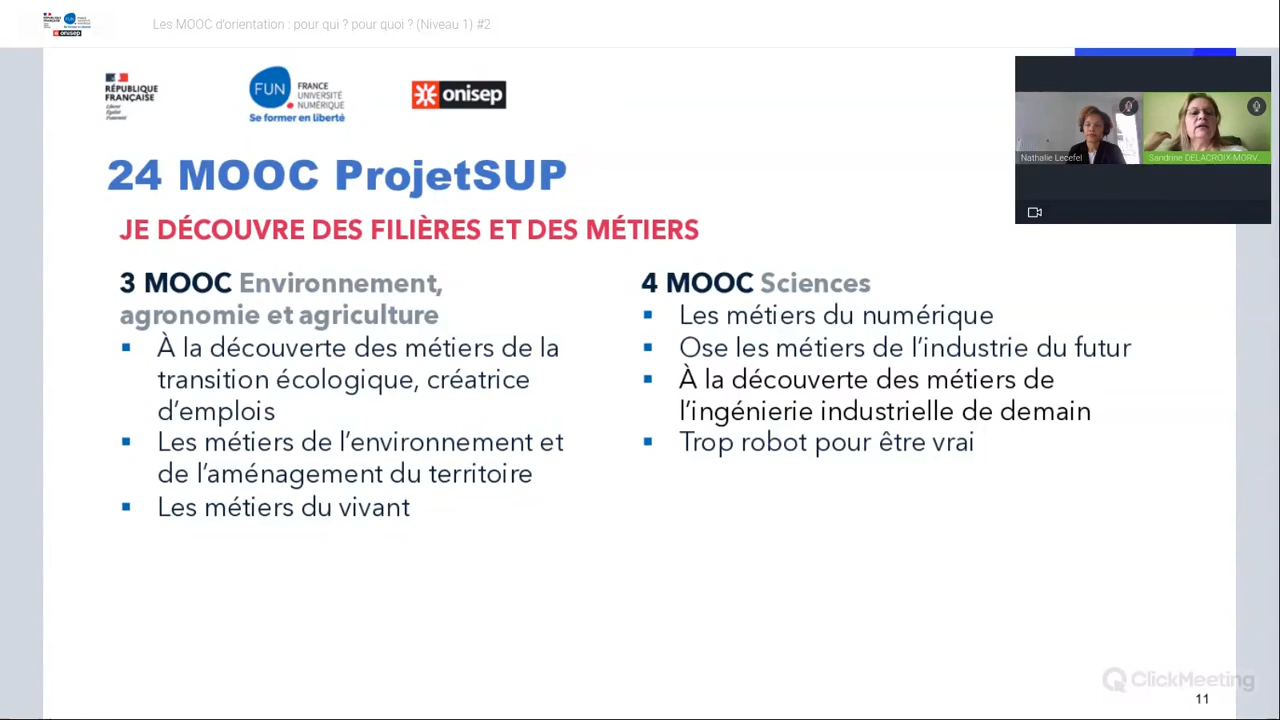 Les MOOC d'orientation : pour qui ? pour quoi ? (Niveau 1) #2
onisep
RÉPUBLIQUE
FRANÇAISE
Liberté
Égalité
Fraternité
FUN
FRANCE
UNIVERSITÉ
NUMÉRIQUE
Se former en liberté
onisep
Nathalie Lecefel
Sandrine DELACROIX-MORV...
24 MOOC ProjetSUP
JE DÉCOUVRE DES FILIÈRES ET DES MÉTIERS
3 MOOC Environnement,
agronomie et agriculture
À la découverte des métiers de la
transition écologique, créatrice
d’emplois
Les métiers de l’environnement et
de l’aménagement du territoire
Les métiers du vivant
4 MOOC Sciences
Les métiers du numérique
Ose les métiers de l’industrie du futur
À la découverte des métiers de
l’ingénierie industrielle de demain
Trop robot pour être vrai
ClickMeeting
11